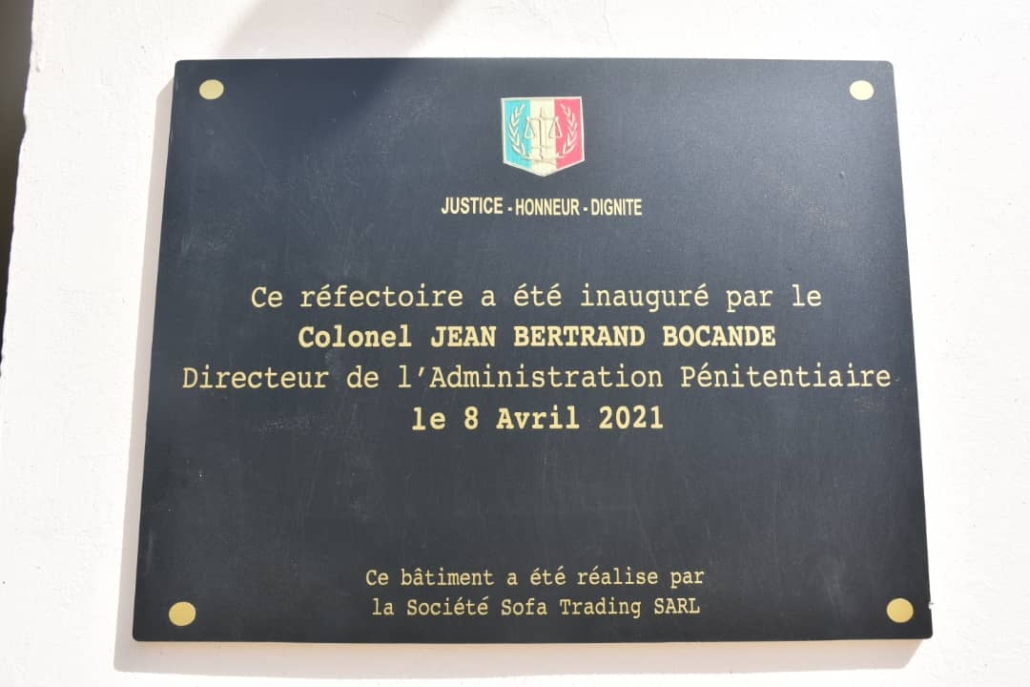 JUSTICE - HONNEUR - DIGNITE
Ce réfectoire a été inauguré par le
Colonel JEAN BERTRAND BOCANDE
Directeur de l'Administration Pénitentiaire
le 8 Avril 2021
Ce bâtiment a été réalise par
la Société Sofa Trading SARL